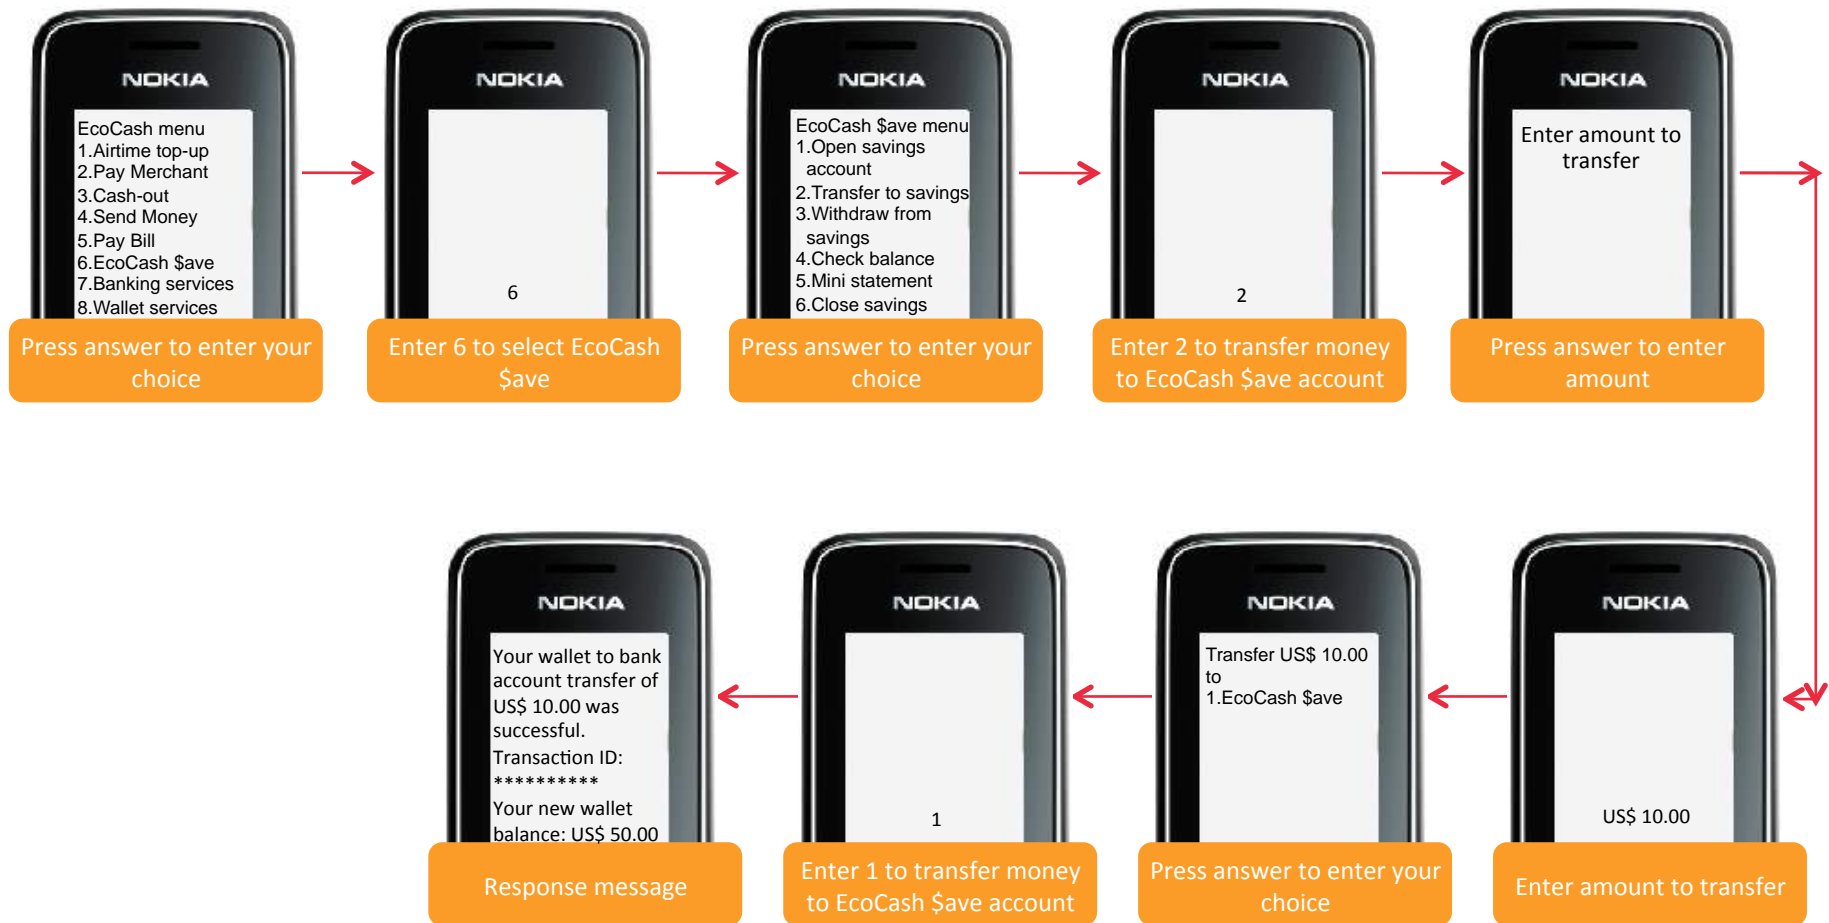 NOKIA
EcoCash menu
1.Airtime top-up
2.Pay Merchant
3.Cash-out
4.Send Money
5.Pay Bill
6.EcoCash $ave
7.Banking services
8.Wallet services
Press answer to enter your
choice
NOKIA
6
Enter 6 to select EcoCash
$ave
NOKIA
EcoCash $ave menu
1.Open savings
account
2.Transfer to savings
3.Withdraw from
savings
4.Check balance
5.Mini statement
6.Close savings
Press answer to enter your
choice
NOKIA
2
Enter 2 to transfer money
to EcoCash $ave account
NOKIA
Enter amount to
transfer
Press answer to enter
amount
NOKIA
US$ 10.00
Enter amount to transfer
NOKIA
Transfer US$ 10.00
to
1.EcoCash $ave
Press answer to enter your
choice
NOKIA
1
Enter 1 to transfer money
to EcoCash $ave account
NOKIA
Your wallet to bank
account transfer of
US$ 10.00 was
successful.
Transaction ID:
**********
Your new wallet
balance: US$ 50.00
Response message